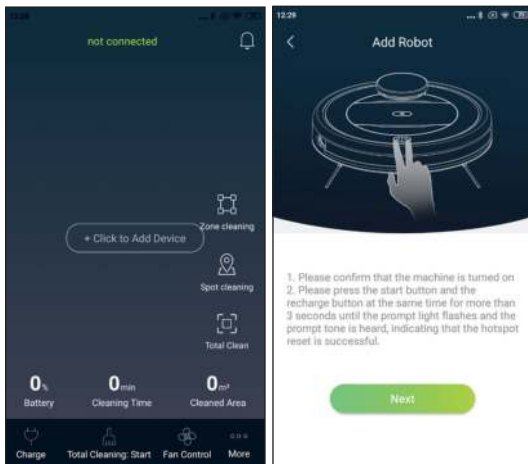 not connected
Zone cleaning
+ Click to Add Device
Spot cleaning
Total Clean
0% 0min 0m²
Battery Cleaning Time Cleaned Area
Charge Total Cleaning: Start Fan Control More
12:29
Add Robot
1. Please confirm that the machine is turned on
2. Please press the start button and the
recharge button at the same time for more than
3 seconds until the prompt light flashes and the
prompt tone is heard, indicating that the hotspot
reset is successful.
Next